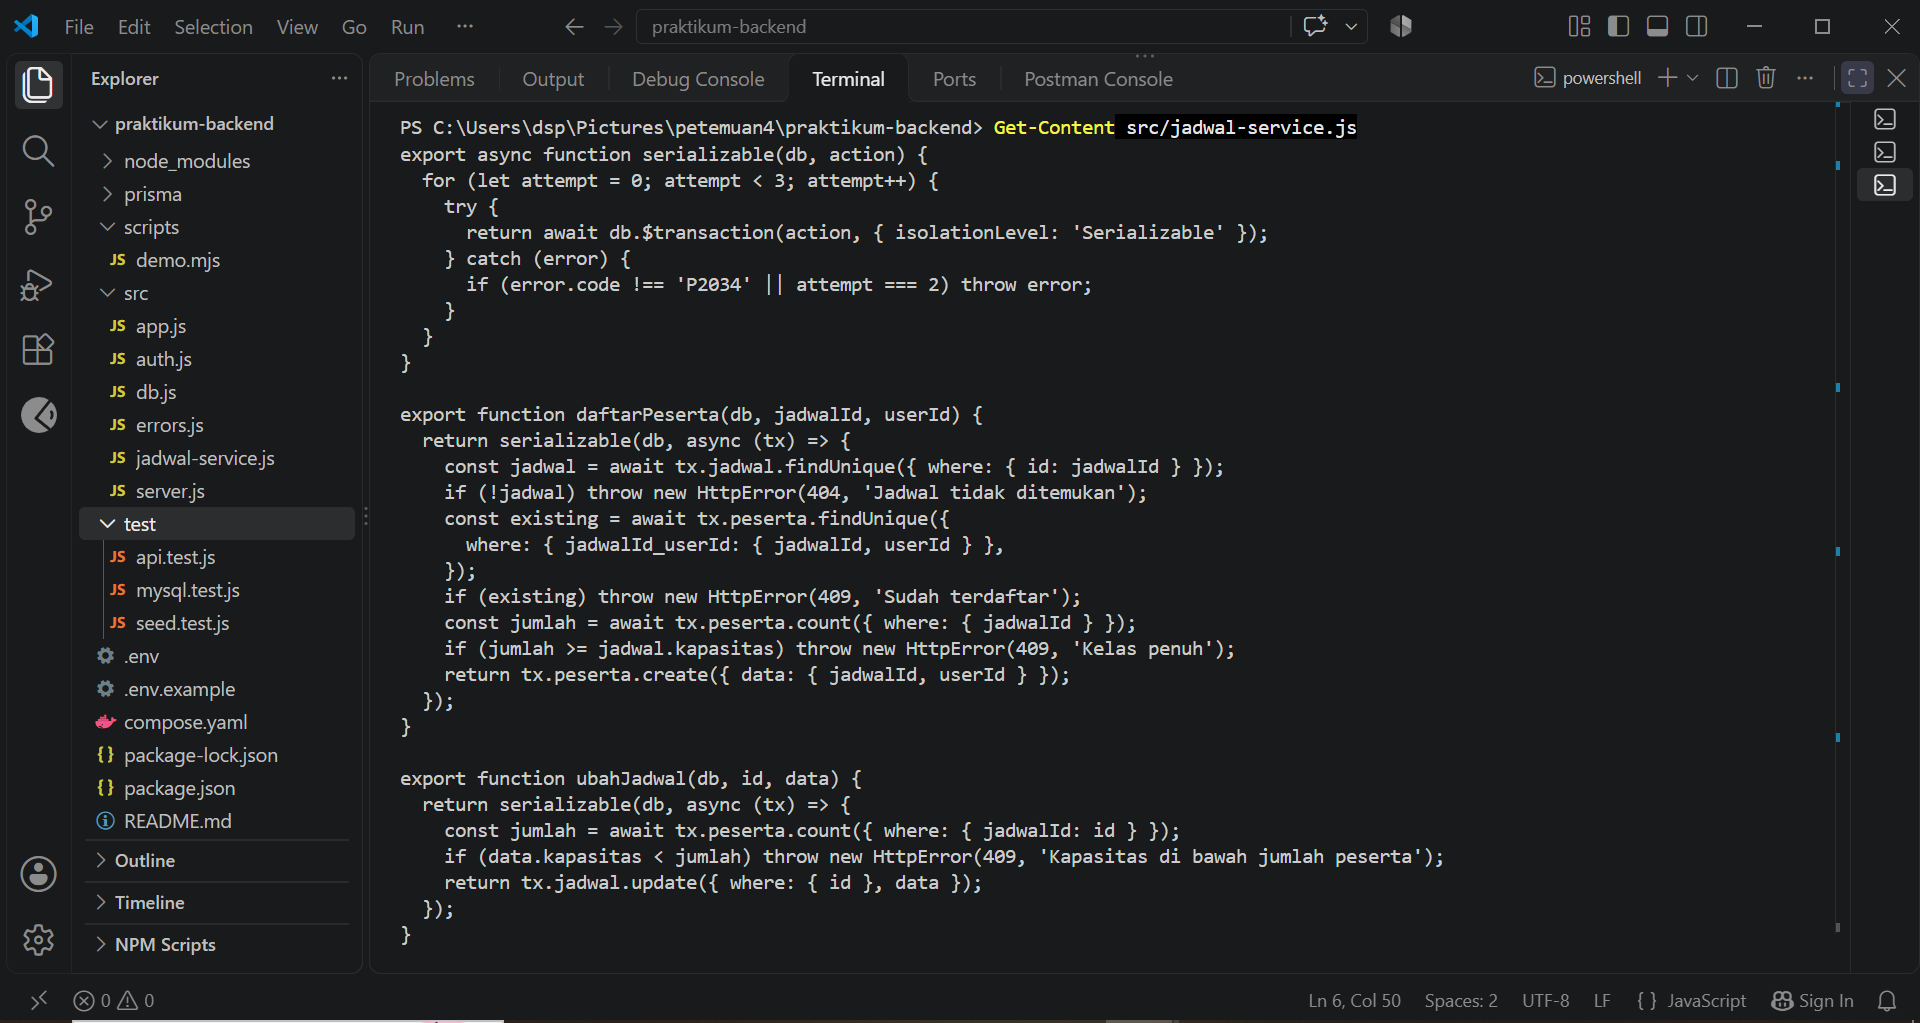 File Edit Selection View Go Run ··· praktikum-backend
Explorer ···
praktikum-backend
node_modules
prisma
scripts
JS demo.mjs
src
JS app.js
JS auth.js
JS db.js
JS errors.js
JS jadwal-service.js
JS server.js
test
JS api.test.js
JS mysql.test.js
JS seed.test.js
.env
.env.example
compose.yaml
{} package-lock.json
{} package.json
README.md
Outline
Timeline
NPM Scripts
Problems Output Debug Console Terminal Ports Postman Console powershell
PS C:\Users\dsp\Pictures\petemuan4\praktikum-backend> Get-Content src/jadwal-service.js
export async function serializable(db, action) {
  for (let attempt = 0; attempt < 3; attempt++) {
    try {
      return await db.$transaction(action, { isolationLevel: 'Serializable' });
    } catch (error) {
      if (error.code !== 'P2034' || attempt === 2) throw error;
    }
  }
}

export function daftarPeserta(db, jadwalId, userId) {
  return serializable(db, async (tx) => {
    const jadwal = await tx.jadwal.findUnique({ where: { id: jadwalId } });
    if (!jadwal) throw new HttpError(404, 'Jadwal tidak ditemukan');
    const existing = await tx.peserta.findUnique({
      where: { jadwalId_userId: { jadwalId, userId } },
    });
    if (existing) throw new HttpError(409, 'Sudah terdaftar');
    const jumlah = await tx.peserta.count({ where: { jadwalId } });
    if (jumlah >= jadwal.kapasitas) throw new HttpError(409, 'Kelas penuh');
    return tx.peserta.create({ data: { jadwalId, userId } });
  });
}

export function ubahJadwal(db, id, data) {
  return serializable(db, async (tx) => {
    const jumlah = await tx.peserta.count({ where: { jadwalId: id } });
    if (data.kapasitas < jumlah) throw new HttpError(409, 'Kapasitas di bawah jumlah peserta');
    return tx.jadwal.update({ where: { id }, data });
  });
}
0 0 Ln 6, Col 50 Spaces: 2 UTF-8 LF {} JavaScript Sign In